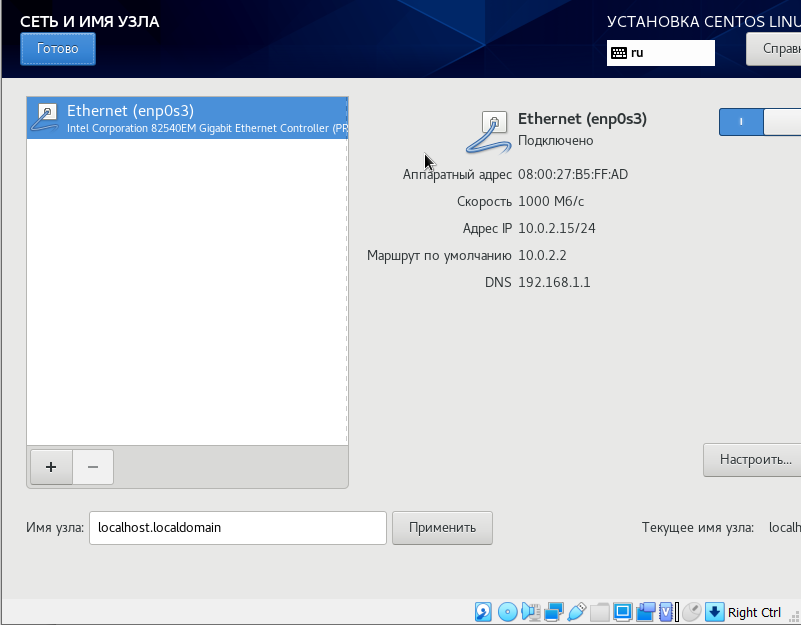 СЕТЬ И ИМЯ УЗЛА
УСТАНОВКА CENTOS LINU
Готово
ru
Справк
Ethernet (enp0s3)
Intel Corporation 82540EM Gigabit Ethernet Controller (PR
Ethernet (enp0s3)
Подключено
Аппаратный адрес 08:00:27:B5:FF:AD
Скорость 1000 Мб/с
Адрес IP 10.0.2.15/24
Маршрут по умолчанию 10.0.2.2
DNS 192.168.1.1
+ −
Настроить...
Имя узла: localhost.localdomain Применить Текущее имя узла: localh
Right Ctrl